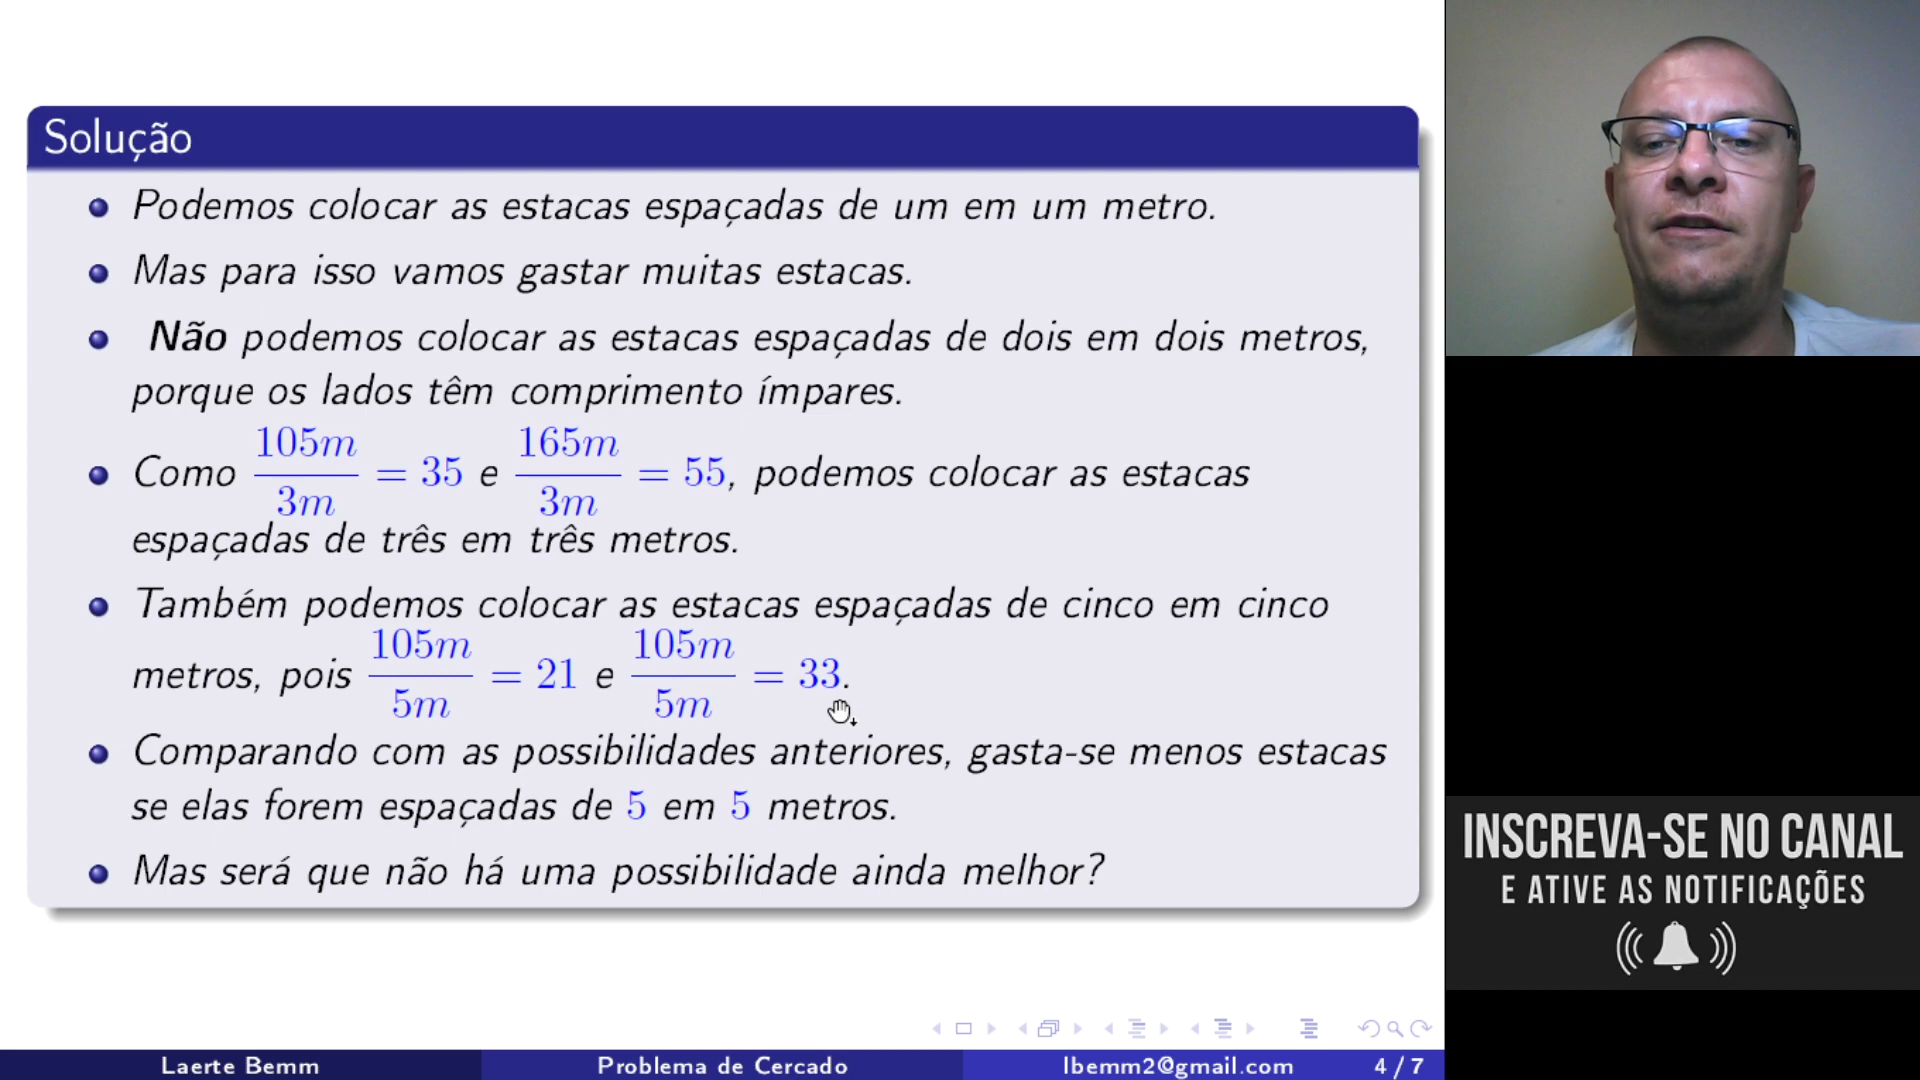 Solução
Podemos colocar as estacas espaçadas de um em um metro.
Mas para isso vamos gastar muitas estacas.
Não podemos colocar as estacas espaçadas de dois em dois metros,
porque os lados têm comprimento ímpares.
Como 105m/3m = 35 e 165m/3m = 55, podemos colocar as estacas
espaçadas de três em três metros.
Também podemos colocar as estacas espaçadas de cinco em cinco
metros, pois 105m/5m = 21 e 105m/5m = 33.
Comparando com as possibilidades anteriores, gasta-se menos estacas
se elas forem espaçadas de 5 em 5 metros.
Mas será que não há uma possibilidade ainda melhor?
INSCREVA-SE NO CANAL
E ATIVE AS NOTIFICAÇÕES
Laerte Bemm Problema de Cercado lbemm2@gmail.com 4 / 7